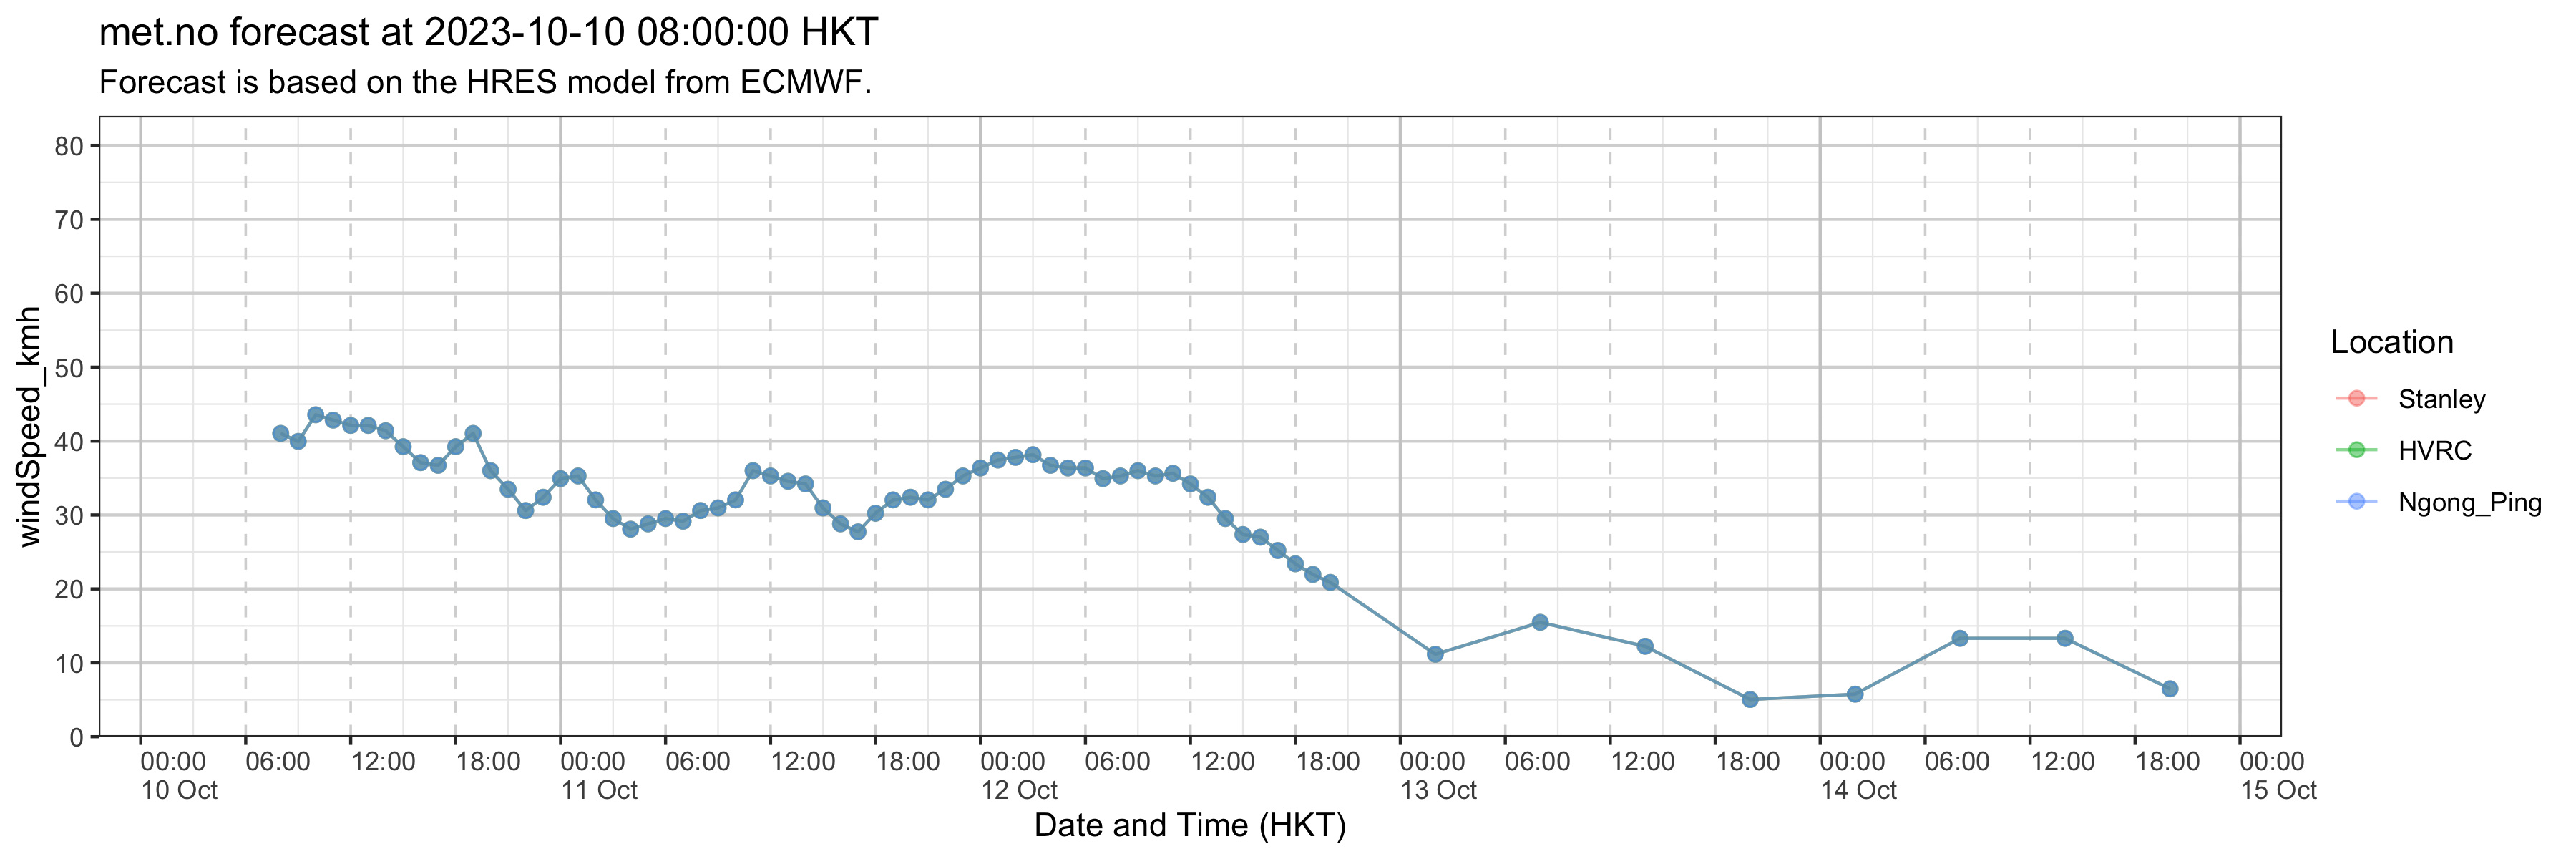 met.no forecast at 2023-10-10 08:00:00 HKT
Forecast is based on the HRES model from ECMWF.
windSpeed_kmh
80
70
60
50
40
30
20
10
0
00:00 06:00 12:00 18:00 00:00 06:00 12:00 18:00 00:00 06:00 12:00 18:00 00:00 06:00 12:00 18:00 00:00 06:00 12:00 18:00 00:00
10 Oct 11 Oct 12 Oct 13 Oct 14 Oct 15 Oct
Date and Time (HKT)
Location
Stanley
HVRC
Ngong_Ping